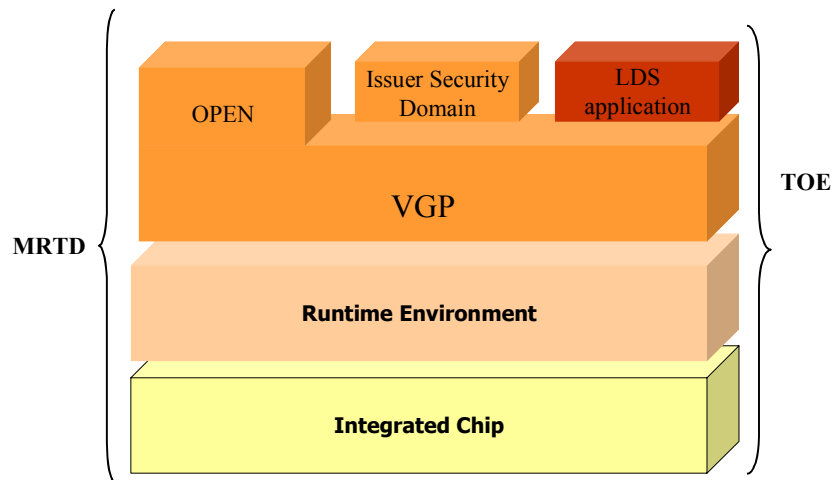 OPEN
Issuer Security
Domain
LDS
application
VGP
MRTD
TOE
Runtime Environment
Integrated Chip